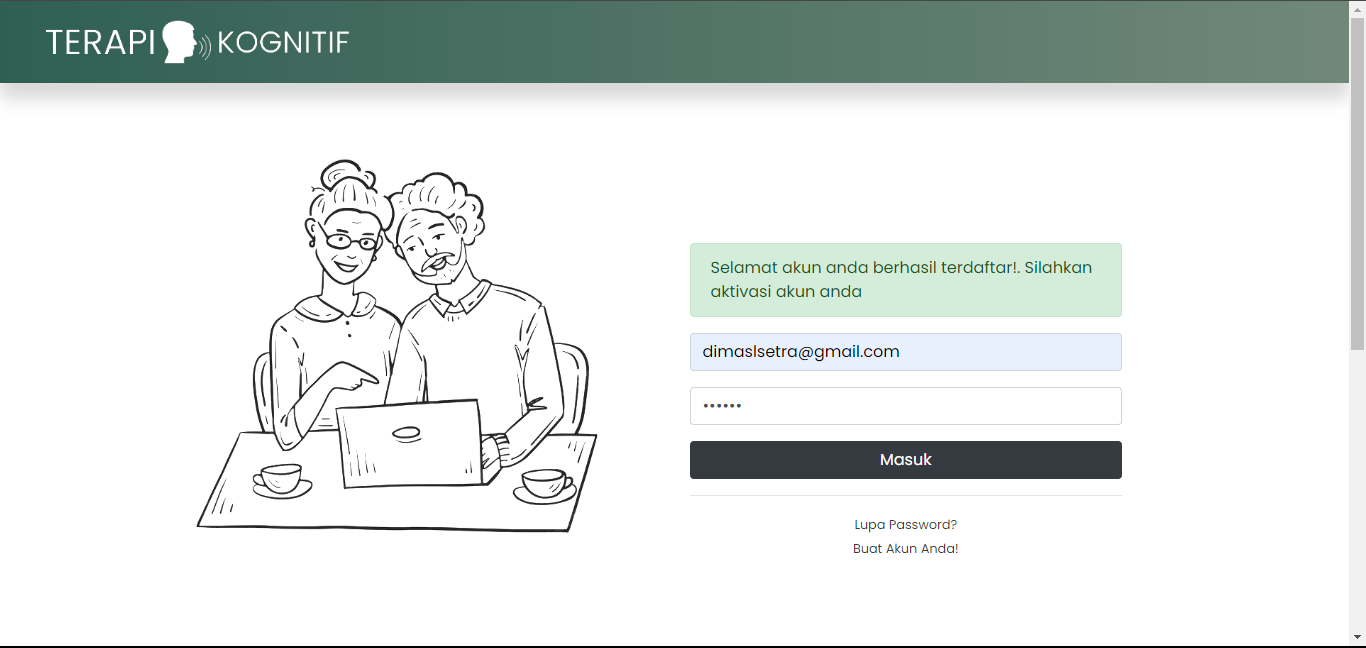 TERAPI KOGNITIF
Selamat akun anda berhasil terdaftar!. Silahkan
aktivasi akun anda
dimaslsetra@gmail.com
••••••
Masuk
Lupa Password?
Buat Akun Anda!